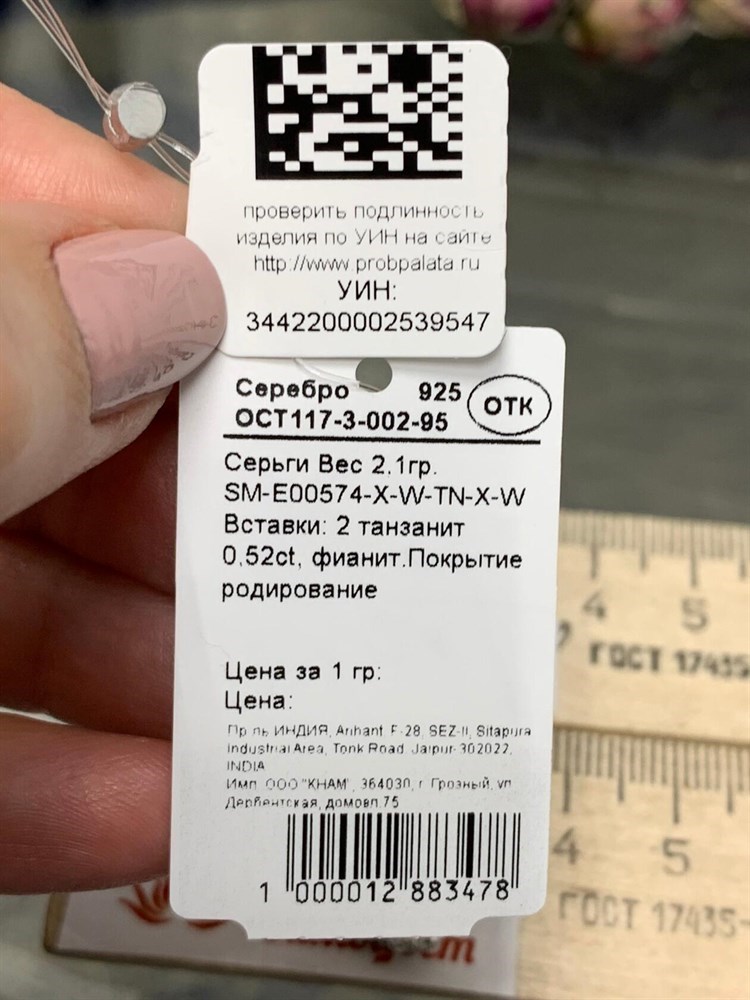 проверить подлинность
изделия по УИН на сайте
http://www.probpalata.ru
УИН:
3442200002539547
Серебро 925
ОТК
ОСТ117-3-002-95
Серьги Вес 2.1гр.
SM-E00574-X-W-TN-X-W
Вставки: 2 танзанит
0,52ct, фианит.Покрытие
родирование
Цена за 1 гр:
Цена:
Пр-ль ИНДИЯ, Arihant, F-28, SEZ-II, Sitapura
Industrial Area, Tonk Road, Jaipur-302022,
INDIA
Имп. ООО "КНАМ", 364030, г. Грозный, ул.
Дербентская, домовл.75
1 000012 883478
4 5
ГОСТ 17435
4 5
ГОСТ 17435-